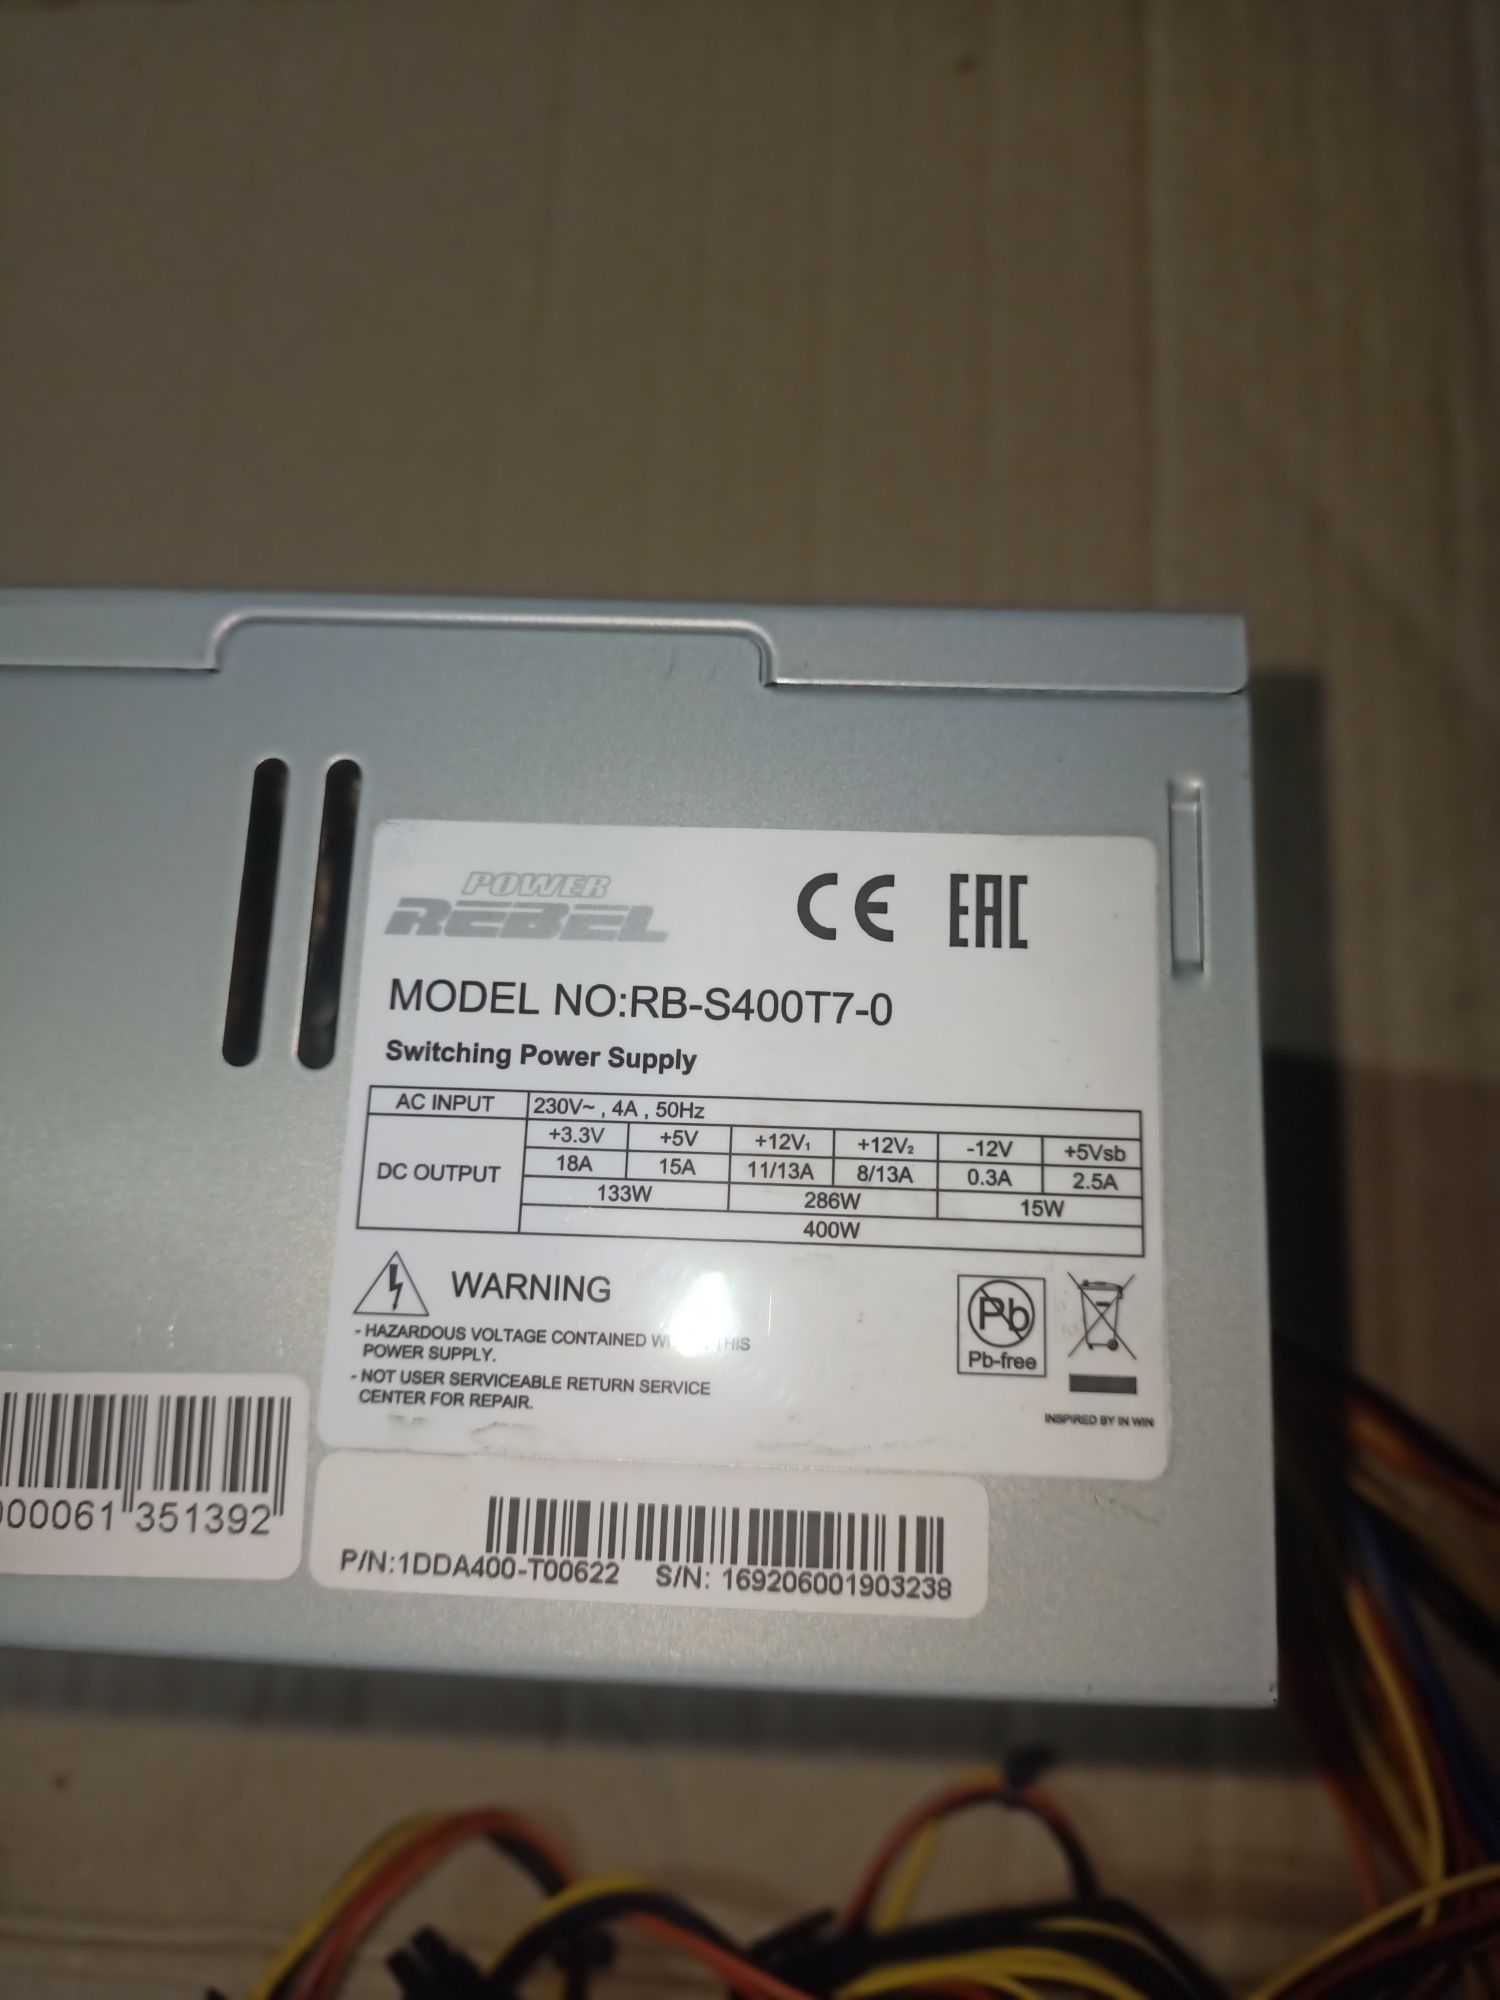 POWER
REBEL
CE EAC
MODEL NO:RB-S400T7-0
Switching Power Supply
AC INPUT 230V~ , 4A , 50Hz
DC OUTPUT +3.3V +5V +12V₁ +12V₂ -12V +5Vsb
18A 15A 11/13A 8/13A 0.3A 2.5A
133W 286W 15W
400W
WARNING
- HAZARDOUS VOLTAGE CONTAINED THIS
POWER SUPPLY.
- NOT USER SERVICEABLE RETURN SERVICE
CENTER FOR REPAIR.
Pb
Pb-free
INSPIRED BY IN WIN
000061 351392
P/N:1DDA400-T00622 S/N: 169206001903238